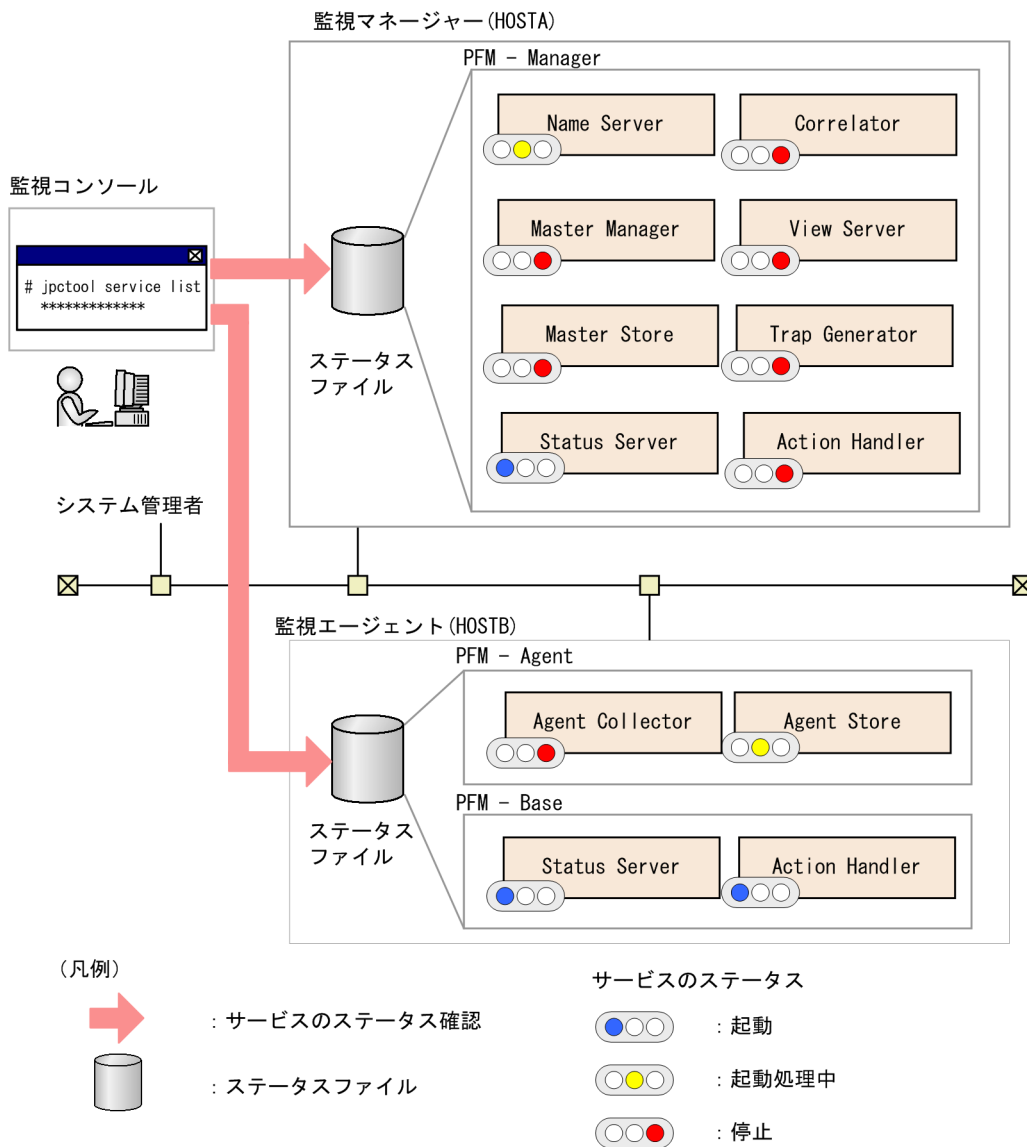 監視マネージャー(HOSTA)
PFM - Manager
Name Server
Correlator
監視コンソール
Master Manager
View Server
# jpctool service list
*************
Master Store
Trap Generator
ステータス
ファイル
Status Server
Action Handler
システム管理者
監視エージェント(HOSTB)
PFM - Agent
Agent Collector
Agent Store
PFM - Base
ステータス
ファイル
Status Server
Action Handler
(凡例)
サービスのステータス
:サービスのステータス確認
:起動
:ステータスファイル
:起動処理中
:停止